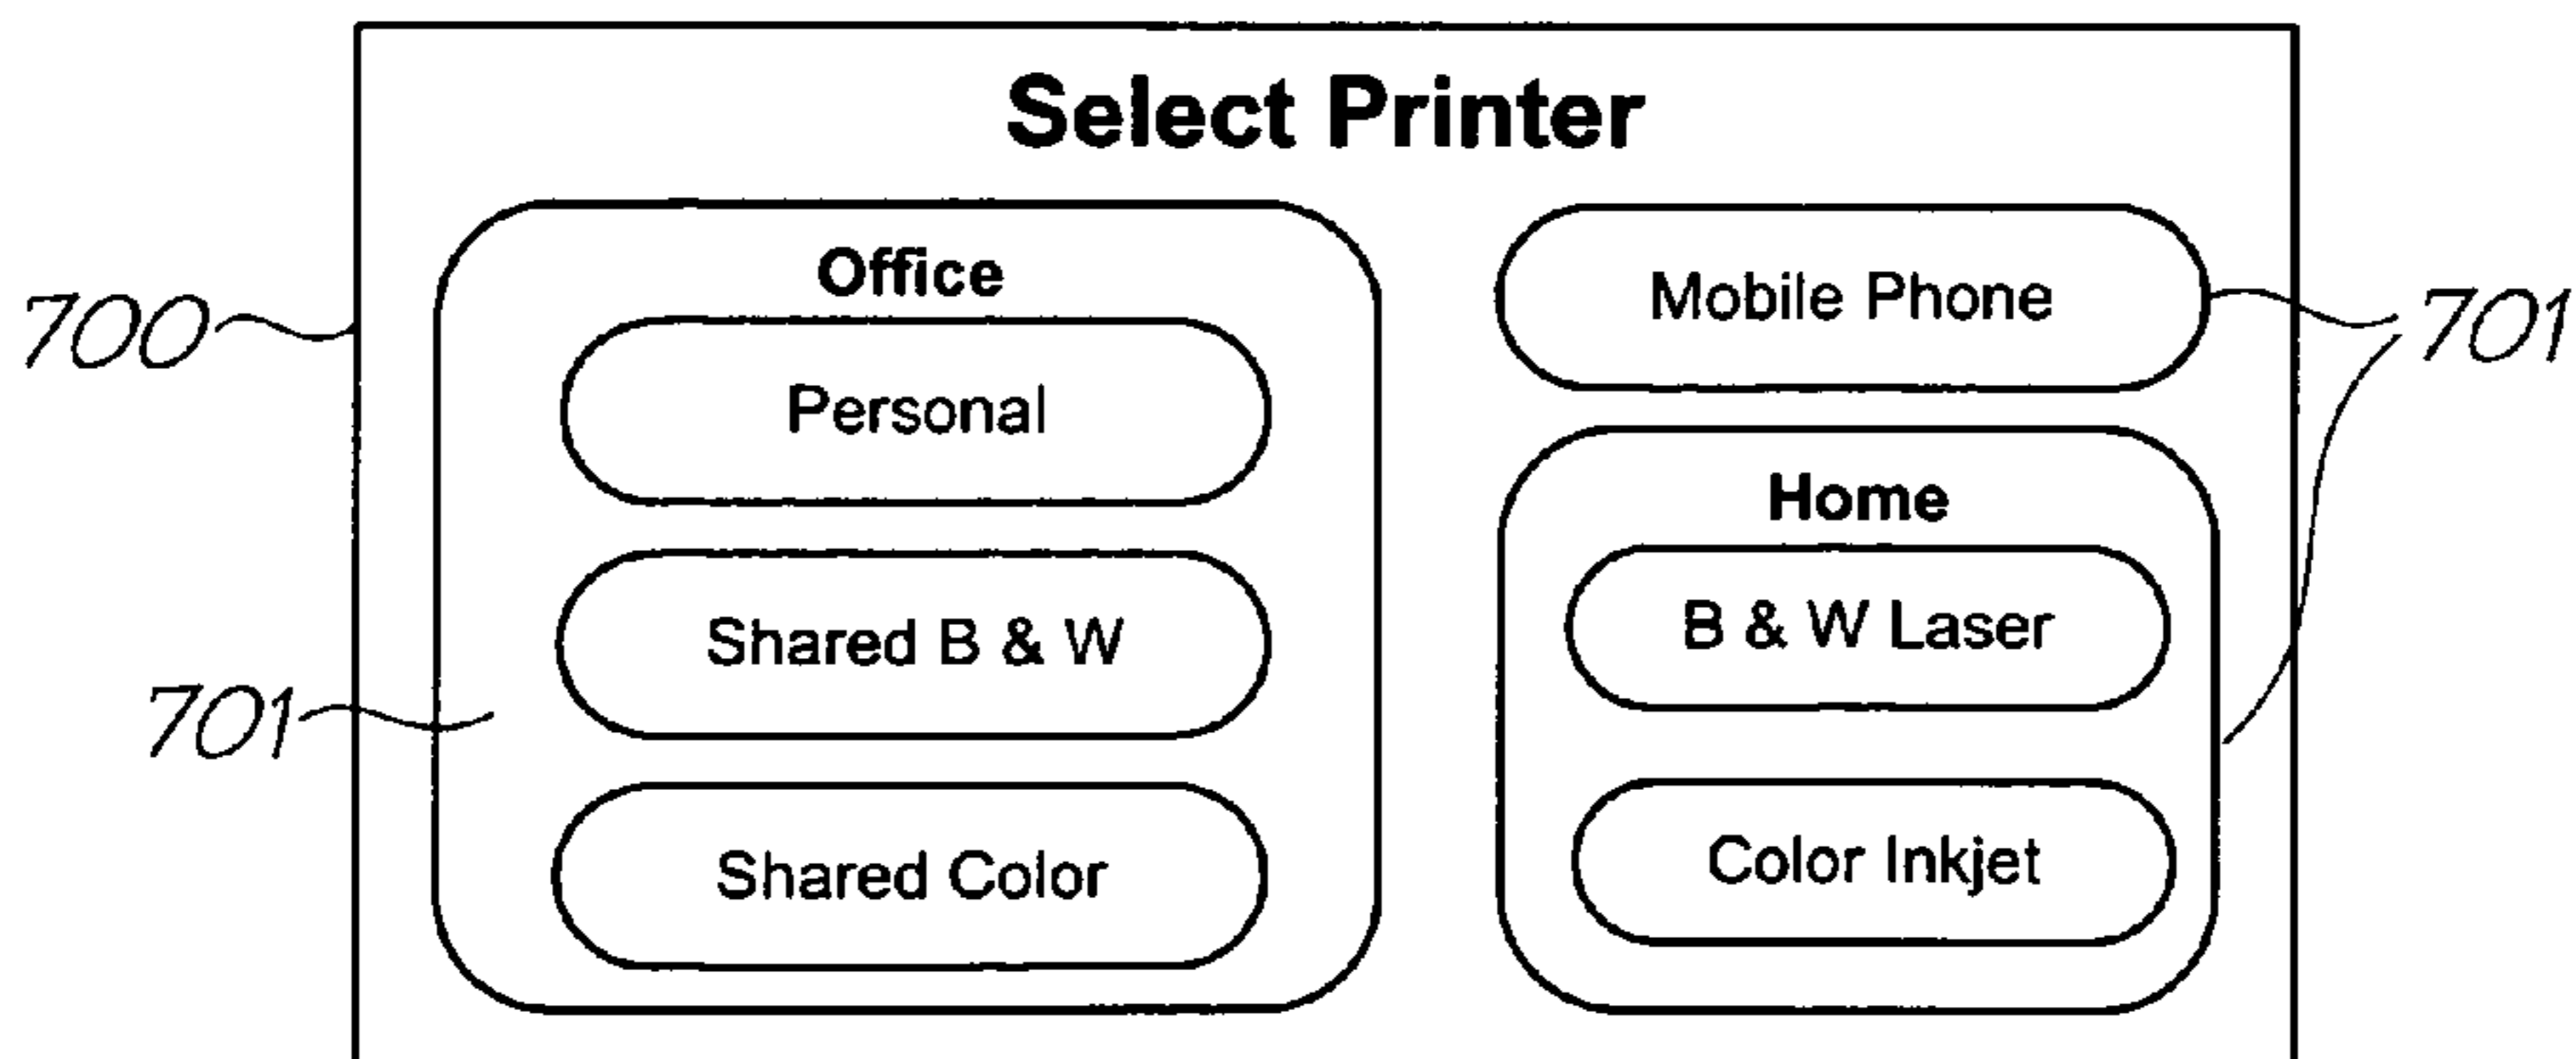 Select Printer
Office
Personal
Shared B & W
Shared Color
Mobile Phone
Home
B & W Laser
Color Inkjet
700
701
701